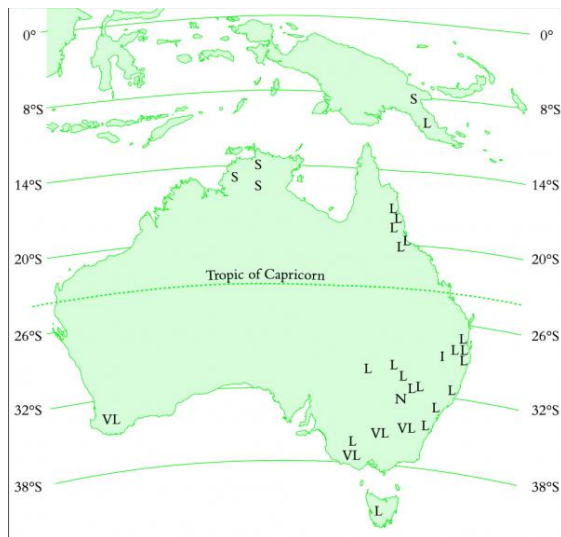 0° 0°
S
8°S 8°S
L
S
S
14°S S 14°S
L
L
L
L
L
20°S 20°S
Tropic of Capricorn
26°S L 26°S
L L
I
L
L L
L
L L L
N
32°S L 32°S
VL
VL L
VL
L
VL
38°S 38°S
L